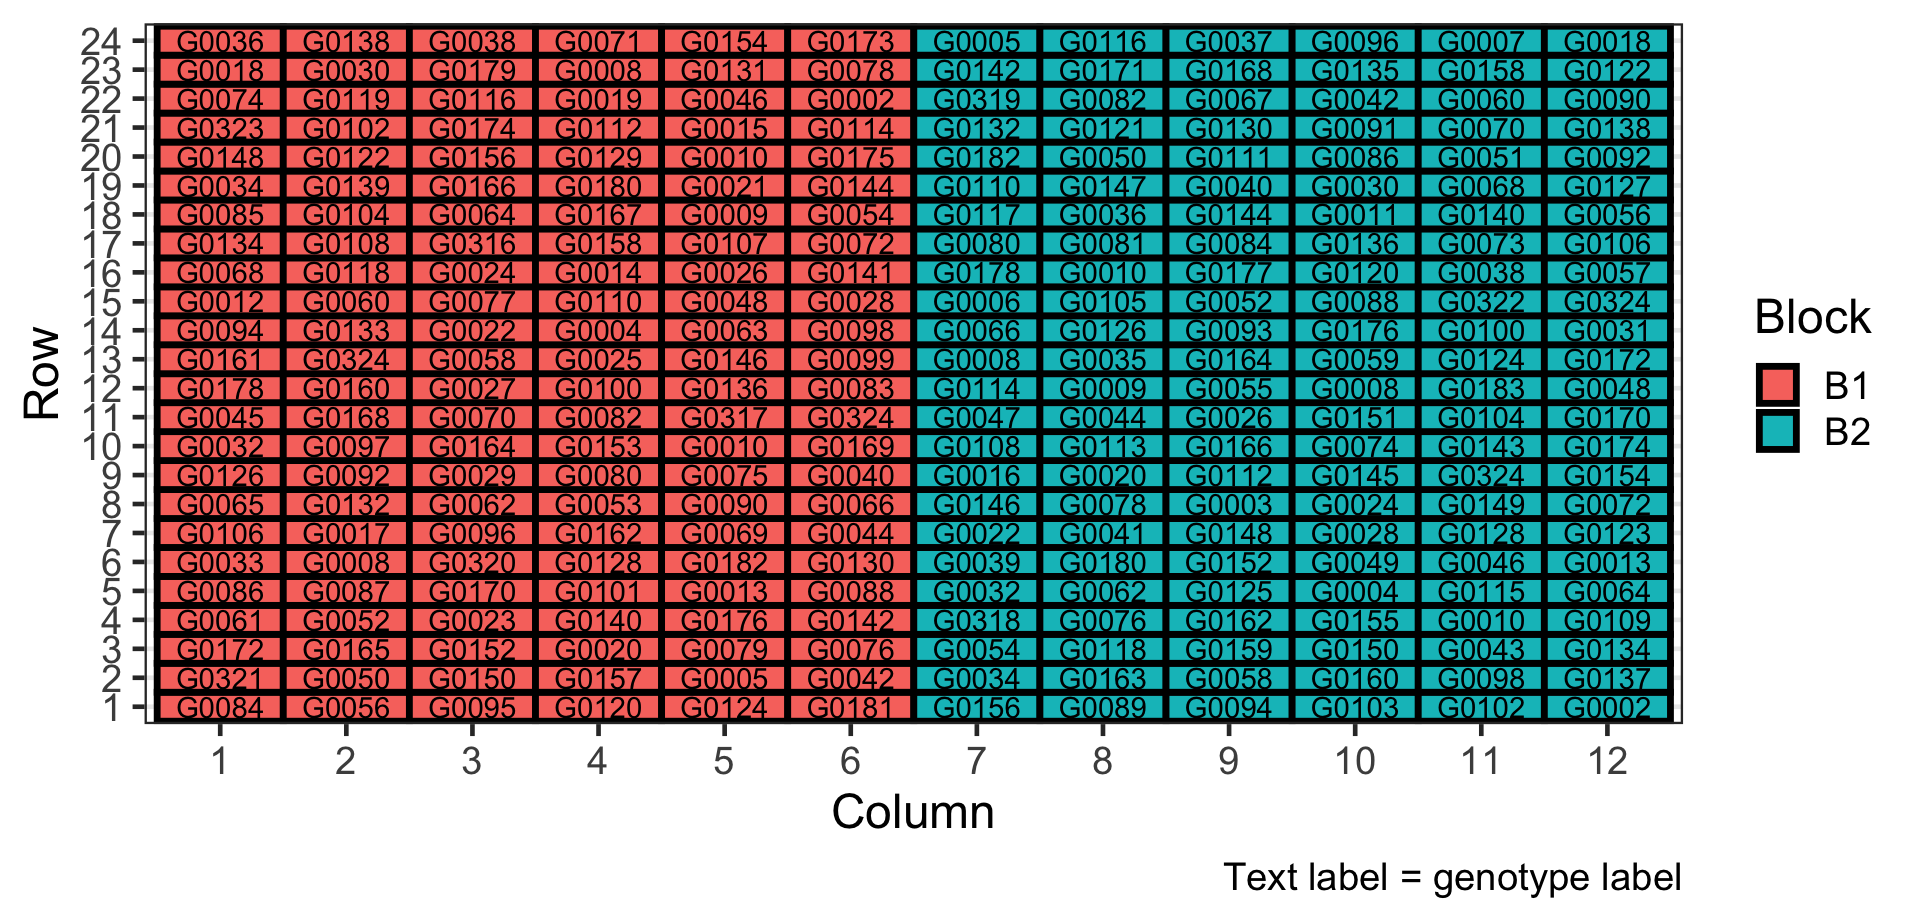 24 G0036 G0138 G0038 G0071 G0154 G0173 G0005 G0116 G0037 G0096 G0007 G0018
23 G0018 G0030 G0179 G0008 G0131 G0078 G0142 G0171 G0168 G0135 G0158 G0122
22 G0074 G0119 G0116 G0019 G0046 G0002 G0319 G0082 G0067 G0042 G0060 G0090
21 G0323 G0102 G0174 G0112 G0015 G0114 G0132 G0121 G0130 G0091 G0070 G0138
20 G0148 G0122 G0156 G0129 G0010 G0175 G0182 G0050 G0111 G0086 G0051 G0092
19 G0034 G0139 G0166 G0180 G0021 G0144 G0110 G0147 G0040 G0030 G0068 G0127
18 G0085 G0104 G0064 G0167 G0009 G0054 G0117 G0036 G0144 G0011 G0140 G0056
17 G0134 G0108 G0316 G0158 G0107 G0072 G0080 G0081 G0084 G0136 G0073 G0106
16 G0068 G0118 G0024 G0014 G0026 G0141 G0178 G0010 G0177 G0120 G0038 G0057
15 G0012 G0060 G0077 G0110 G0048 G0028 G0006 G0105 G0052 G0088 G0322 G0324
14 G0094 G0133 G0022 G0004 G0063 G0098 G0066 G0126 G0093 G0176 G0100 G0031
13 G0161 G0324 G0058 G0025 G0146 G0099 G0008 G0035 G0164 G0059 G0124 G0172
12 G0178 G0160 G0027 G0100 G0136 G0083 G0114 G0009 G0055 G0008 G0183 G0048
11 G0045 G0168 G0070 G0082 G0317 G0324 G0047 G0044 G0026 G0151 G0104 G0170
10 G0032 G0097 G0164 G0153 G0010 G0169 G0108 G0113 G0166 G0074 G0143 G0174
9 G0126 G0092 G0029 G0080 G0075 G0040 G0016 G0020 G0112 G0145 G0324 G0154
8 G0065 G0132 G0062 G0053 G0090 G0066 G0146 G0078 G0003 G0024 G0149 G0072
7 G0106 G0017 G0096 G0162 G0069 G0044 G0022 G0041 G0148 G0028 G0128 G0123
6 G0033 G0008 G0320 G0128 G0182 G0130 G0039 G0180 G0152 G0049 G0046 G0013
5 G0086 G0087 G0170 G0101 G0013 G0088 G0032 G0062 G0125 G0004 G0115 G0064
4 G0061 G0052 G0023 G0140 G0176 G0142 G0318 G0076 G0162 G0155 G0010 G0109
3 G0172 G0165 G0152 G0020 G0079 G0076 G0054 G0118 G0159 G0150 G0043 G0134
2 G0321 G0050 G0150 G0157 G0005 G0042 G0034 G0163 G0058 G0160 G0098 G0137
1 G0084 G0056 G0095 G0120 G0124 G0181 G0156 G0089 G0094 G0103 G0102 G0002
1 2 3 4 5 6 7 8 9 10 11 12
Column
Row
Block
B1
B2
Text label = genotype label